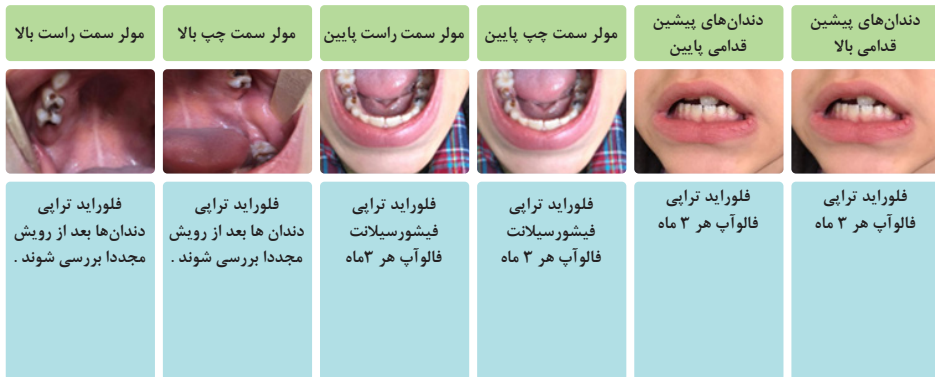 دندان‌های پیشین
قدامی بالا
دندان‌های پیشین
قدامی پایین
مولر سمت چپ پایین
مولر سمت راست پایین
مولر سمت چپ بالا
مولر سمت راست بالا
فلوراید تراپی
فالوآپ هر ۳ ماه
فلوراید تراپی
فالوآپ هر ۳ ماه
فلوراید تراپی
فیشورسیلانت
فالوآپ هر ۳ ماه
فلوراید تراپی
فیشورسیلانت
فالوآپ هر ۳ماه
فلوراید تراپی
دندان ها بعد از رویش
مجددا بررسی شوند .
فلوراید تراپی
دندان‌ها بعد از رویش
مجددا بررسی شوند .